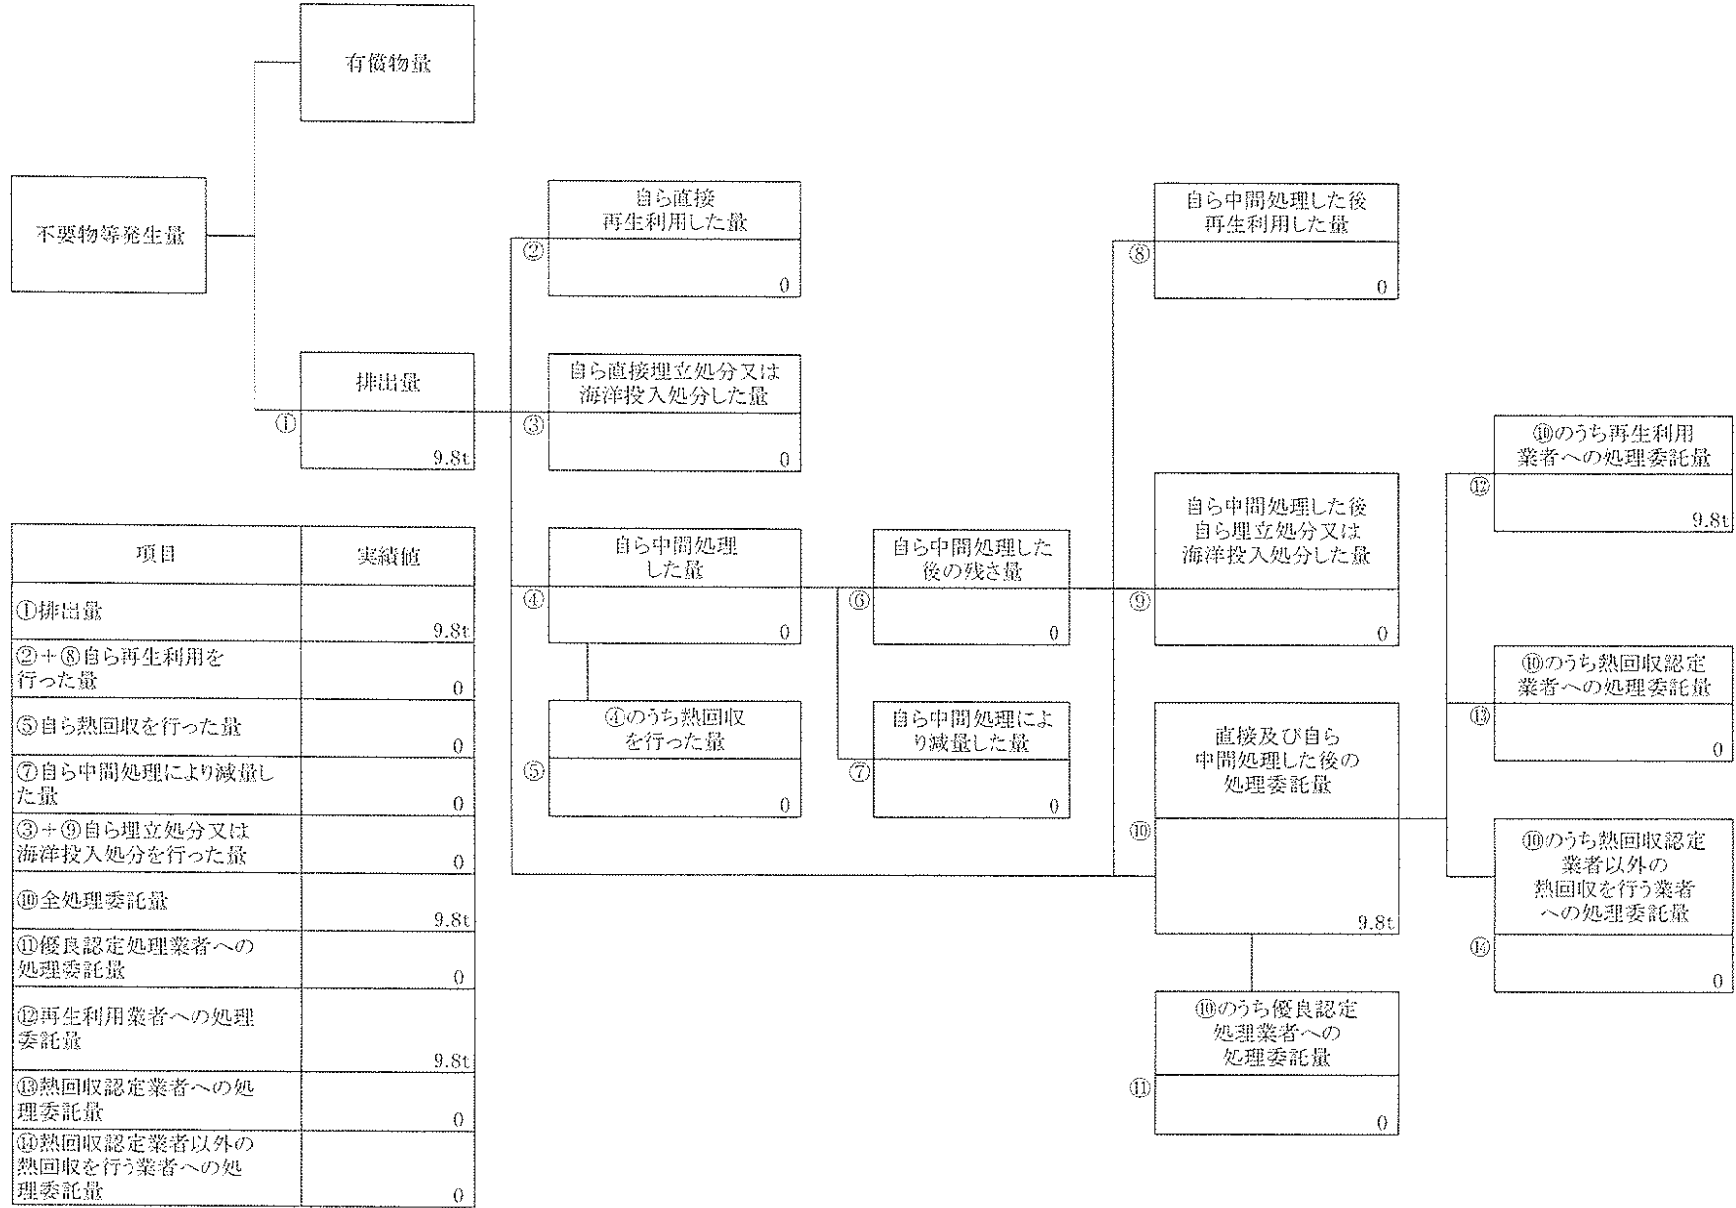 有償物量
不要物等発生量
排出量
①
9.8t
自ら直接
再生利用した量
②
0
自ら直接埋立処分又は
海洋投入処分した量
③
0
自ら中間処理
した量
④
0
④のうち熱回収
を行った量
⑤
0
自ら中間処理した
後の残さ量
⑥
0
自ら中間処理によ
り減量した量
⑦
0
自ら中間処理した後
再生利用した量
⑧
0
自ら中間処理した後
自ら埋立処分又は
海洋投入処分した量
⑨
0
直接及び自ら
中間処理した後の
処理委託量
⑩
9.8t
⑩のうち優良認定
処理業者への
処理委託量
⑪
0
⑩のうち再生利用
業者への処理委託量
⑫
9.8t
⑩のうち熱回収認定
業者への処理委託量
⑬
0
⑩のうち熱回収認定
業者以外の
熱回収を行う業者
への処理委託量
⑭
0
項目 実績値
①排出量
9.8t
②+⑧自ら再生利用を
行った量
0
⑤自ら熱回収を行った量
0
⑦自ら中間処理により減量し
た量
0
③+⑨自ら埋立処分又は
海洋投入処分を行った量
0
⑩全処理委託量
9.8t
⑪優良認定処理業者への
処理委託量
0
⑫再生利用業者への処理
委託量
9.8t
⑬熱回収認定業者への処
理委託量
0
⑭熱回収認定業者以外の
熱回収を行う業者への処
理委託量
0